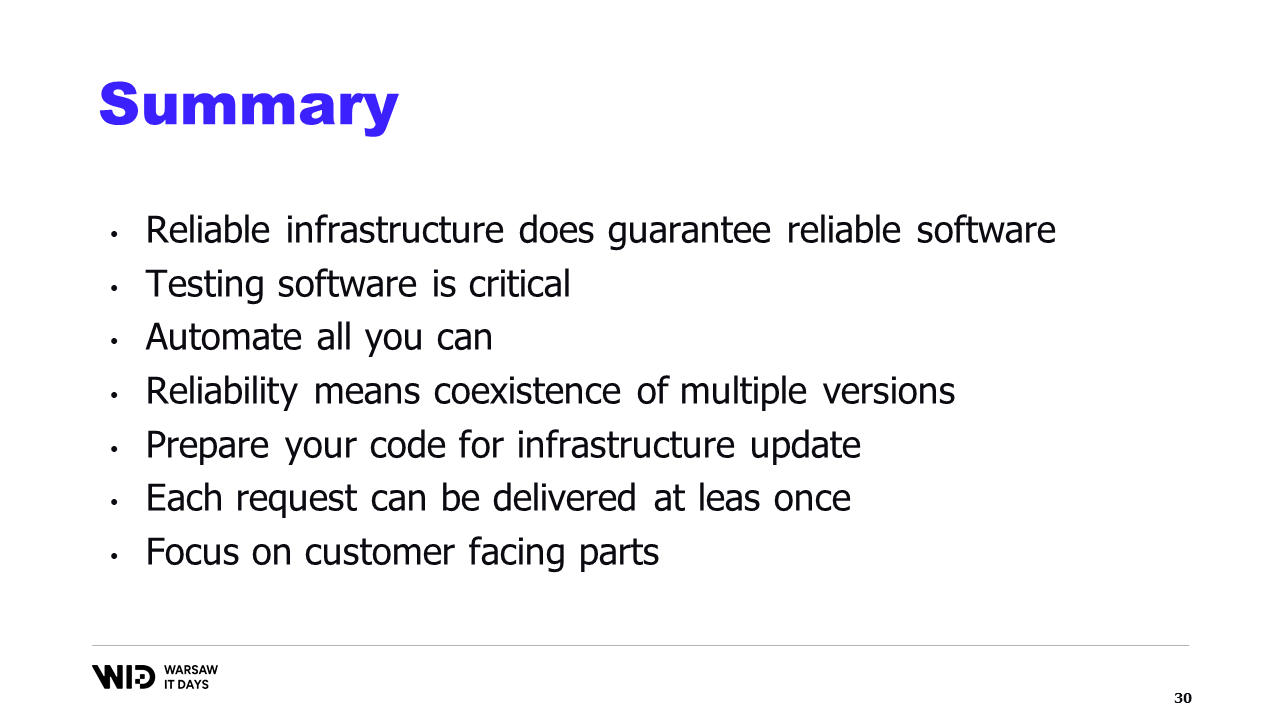 Summary
• Reliable infrastructure does guarantee reliable software
• Testing software is critical
• Automate all you can
• Reliability means coexistence of multiple versions
• Prepare your code for infrastructure update
• Each request can be delivered at leas once
• Focus on customer facing parts
WID WARSAW
IT DAYS
30